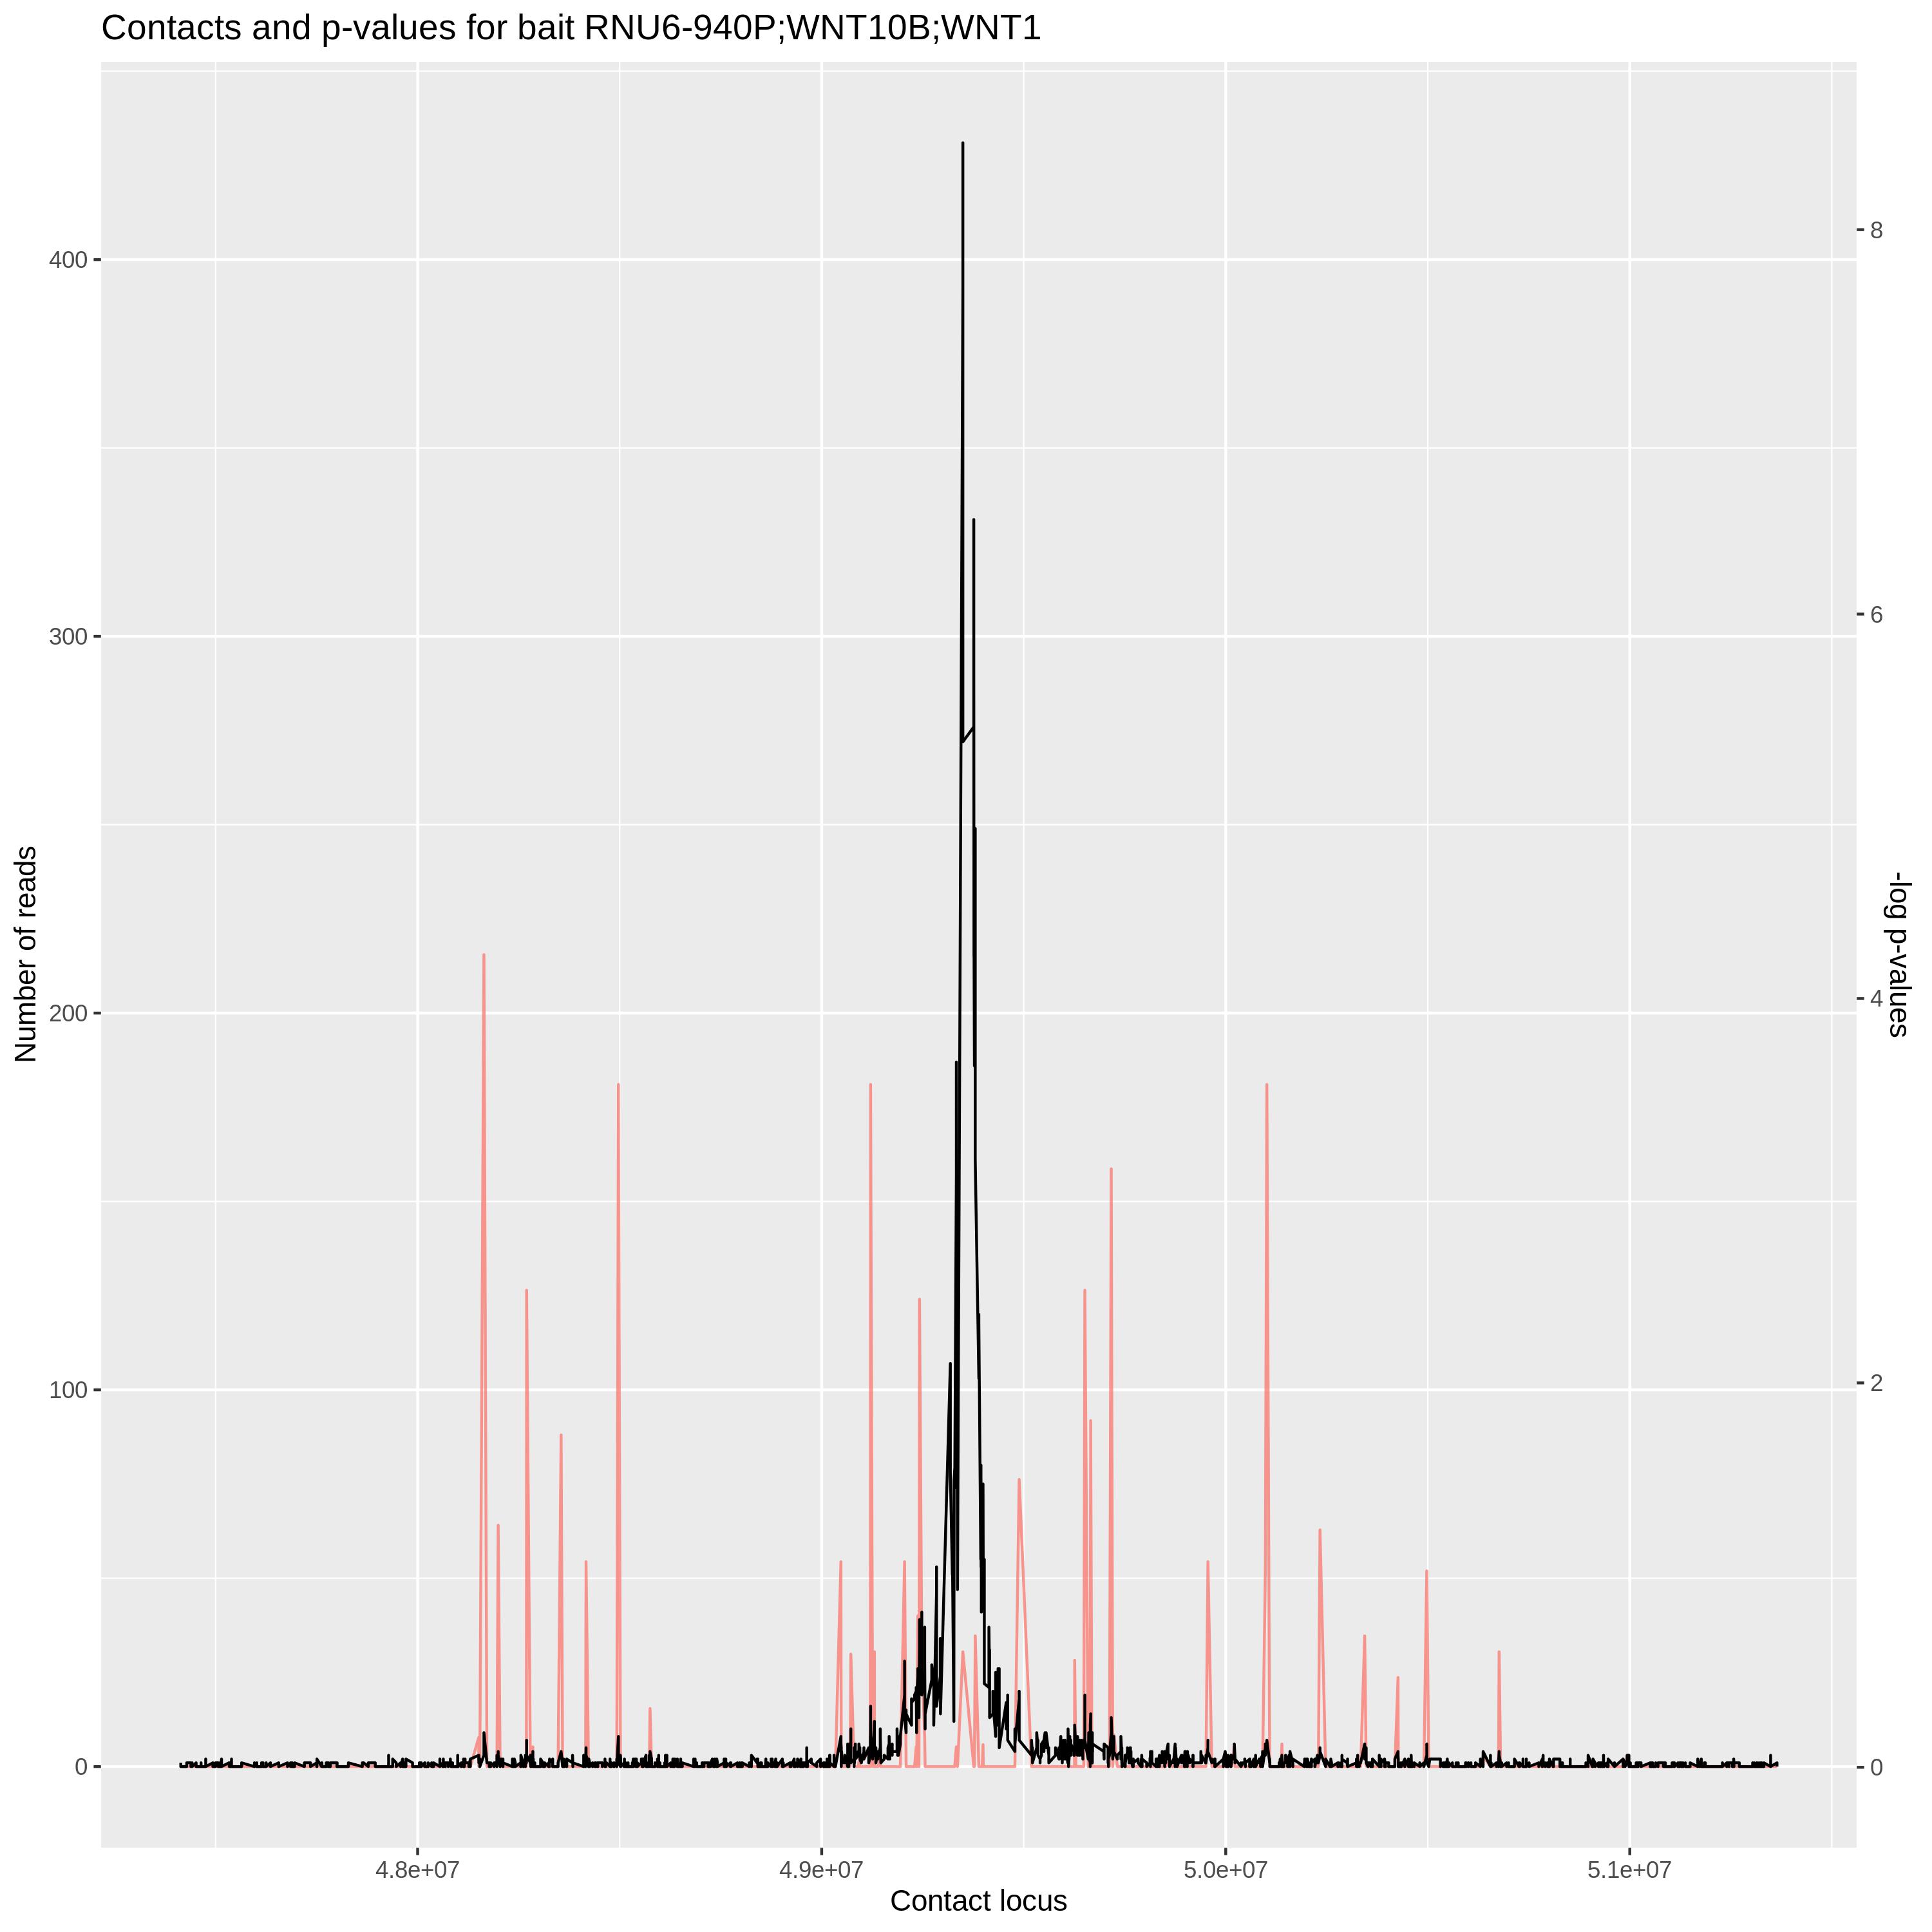 Contacts and p-values for bait RNU6-940P;WNT10B;WNT1
400
300
200
100
0
Number of reads
8
6
4
2
0
-log p-values
4.8e+07
4.9e+07
5.0e+07
5.1e+07
Contact locus